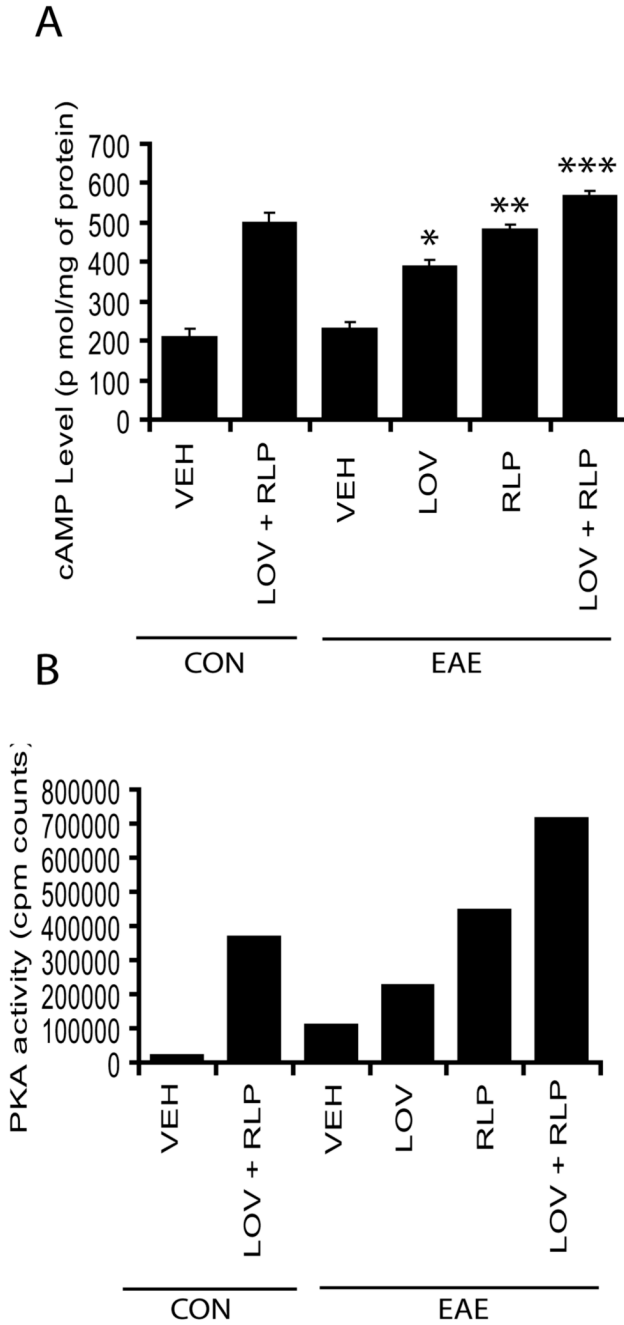 A
cAMP Level (p mol/mg of protein)
700
600
500
400
300
200
100
0
*
**
***
VEH
LOV + RLP
VEH
LOV
RLP
LOV + RLP
CON
EAE
B
PKA activity (cpm counts)
800000
700000
600000
500000
400000
300000
200000
100000
0
VEH
LOV + RLP
VEH
LOV
RLP
LOV + RLP
CON
EAE